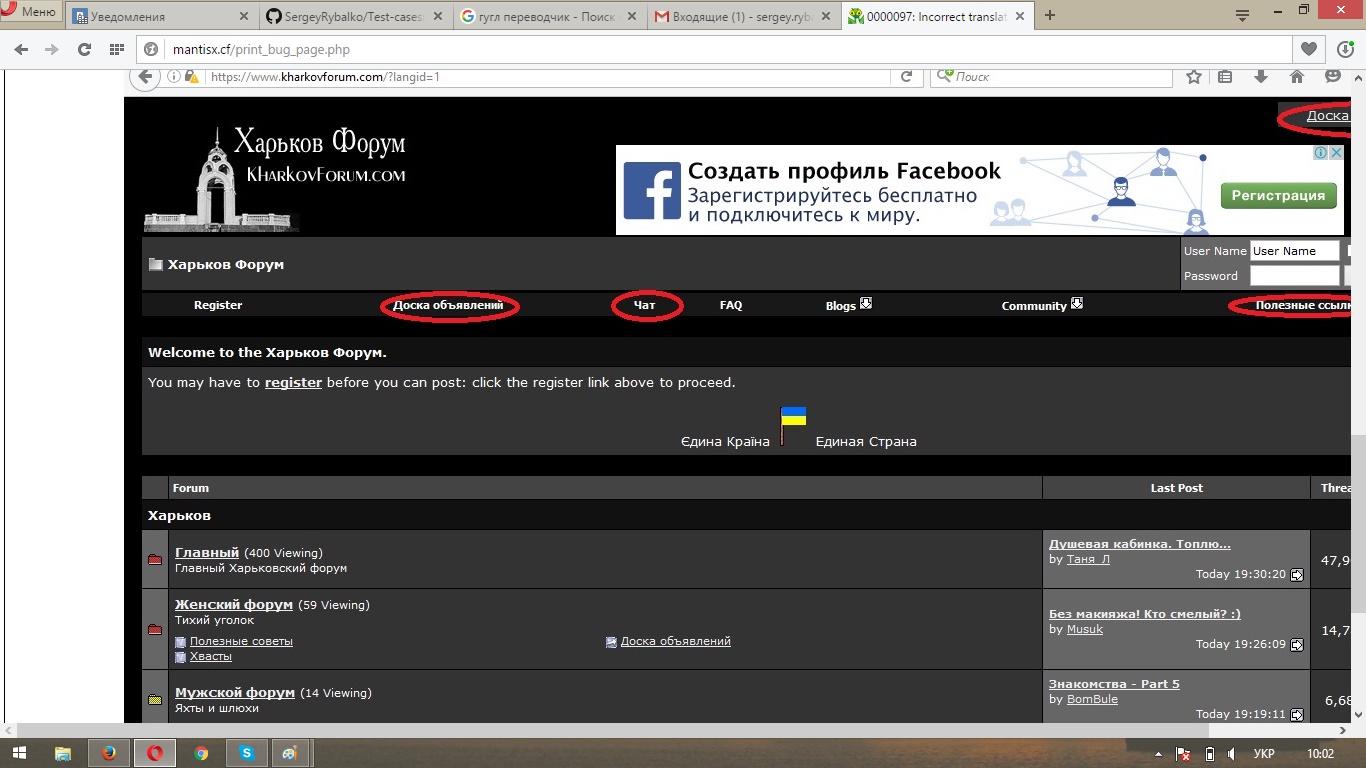 Меню
Уведомления
SergeyRybalko/Test-cases
гугл переводчик - Поиск
Входящие (1) - sergey.ryb
0000097: Incorrect translat
mantisx.cf/print_bug_page.php
https://www.kharkovforum.com/?langid=1
Поиск
Доска
Харьков Форум
KharkovForum.com
Создать профиль Facebook
Зарегистрируйтесь бесплатно
и подключитесь к миру.
Регистрация
Харьков Форум
User Name User Name
Password
Register Доска объявлений Чат FAQ Blogs Community Полезные ссылк
Welcome to the Харьков Форум.
You may have to register before you can post: click the register link above to proceed.
Єдина Країна Единая Страна
Forum Last Post Threa
Харьков
Главный (400 Viewing)
Главный Харьковский форум
Душевая кабинка. Топлю...
by Таня_Л
Today 19:30:20
47,9
Женский форум (59 Viewing)
Тихий уголок
Полезные советы Доска объявлений
Хвасты
Без макияжа! Кто смелый? :)
by Musuk
Today 19:26:09
14,7
Мужской форум (14 Viewing)
Яхты и шлюхи
Знакомства - Part 5
by BomBule
Today 19:19:11
6,68
УКР 10:02